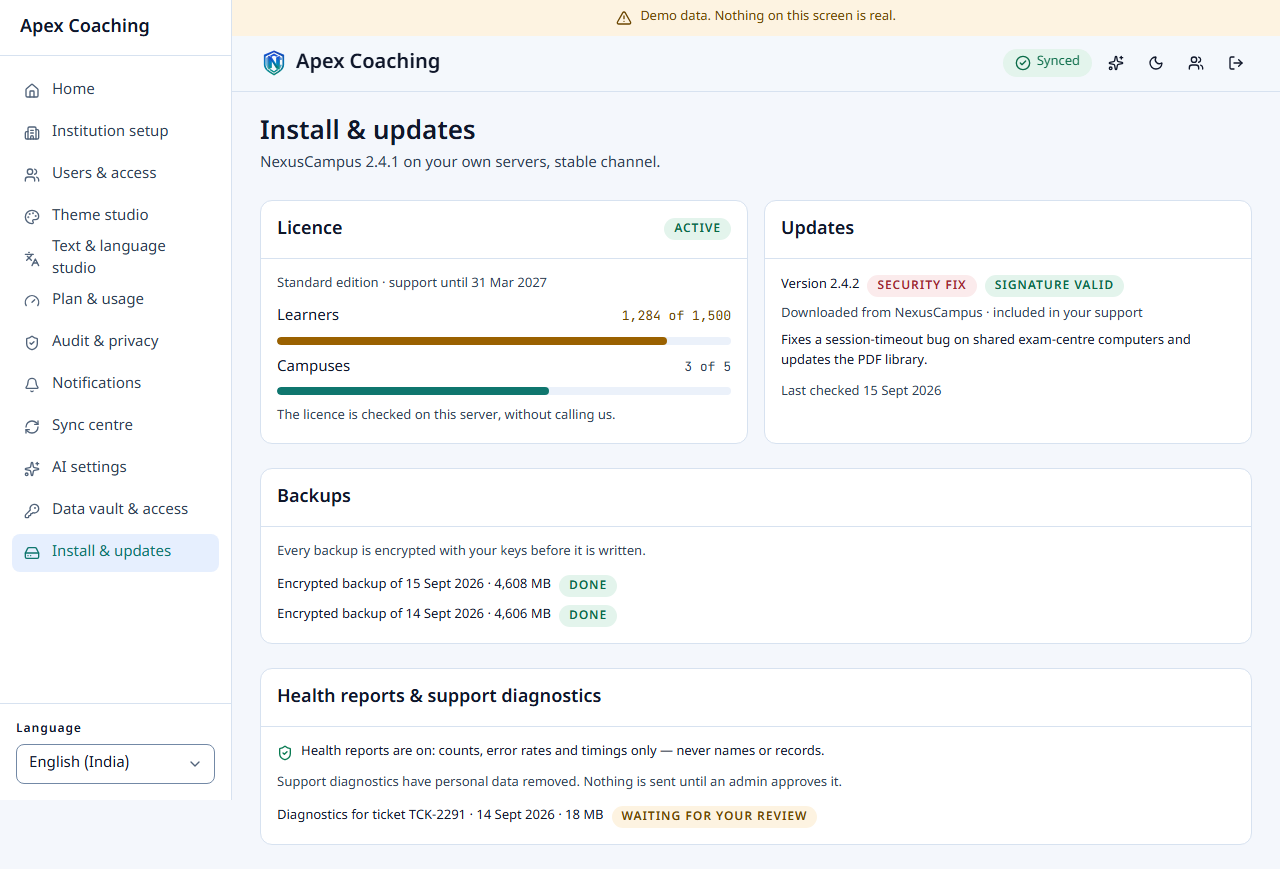 Apex Coaching
Home
Institution setup
Users & access
Theme studio
Text & language
studio
Plan & usage
Audit & privacy
Notifications
Sync centre
AI settings
Data vault & access
Install & updates
Language
English (India)
Demo data. Nothing on this screen is real.
Apex Coaching
Synced
Install & updates
NexusCampus 2.4.1 on your own servers, stable channel.
Licence
ACTIVE
Standard edition · support until 31 Mar 2027
Learners 1,284 of 1,500
Campuses 3 of 5
The licence is checked on this server, without calling us.
Updates
Version 2.4.2 SECURITY FIX SIGNATURE VALID
Downloaded from NexusCampus · included in your support
Fixes a session-timeout bug on shared exam-centre computers and
updates the PDF library.
Last checked 15 Sept 2026
Backups
Every backup is encrypted with your keys before it is written.
Encrypted backup of 15 Sept 2026 · 4,608 MB DONE
Encrypted backup of 14 Sept 2026 · 4,606 MB DONE
Health reports & support diagnostics
Health reports are on: counts, error rates and timings only — never names or records.
Support diagnostics have personal data removed. Nothing is sent until an admin approves it.
Diagnostics for ticket TCK-2291 · 14 Sept 2026 · 18 MB WAITING FOR YOUR REVIEW